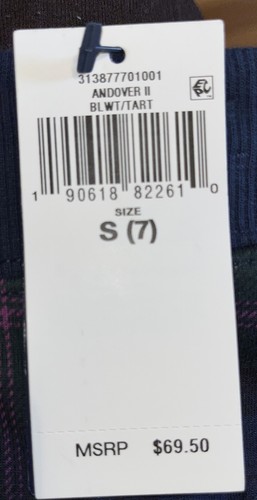 313877701001
ANDOVER II
BLWT/TART
1 90618 82261 0
SIZE
S (7)
MSRP $69.50